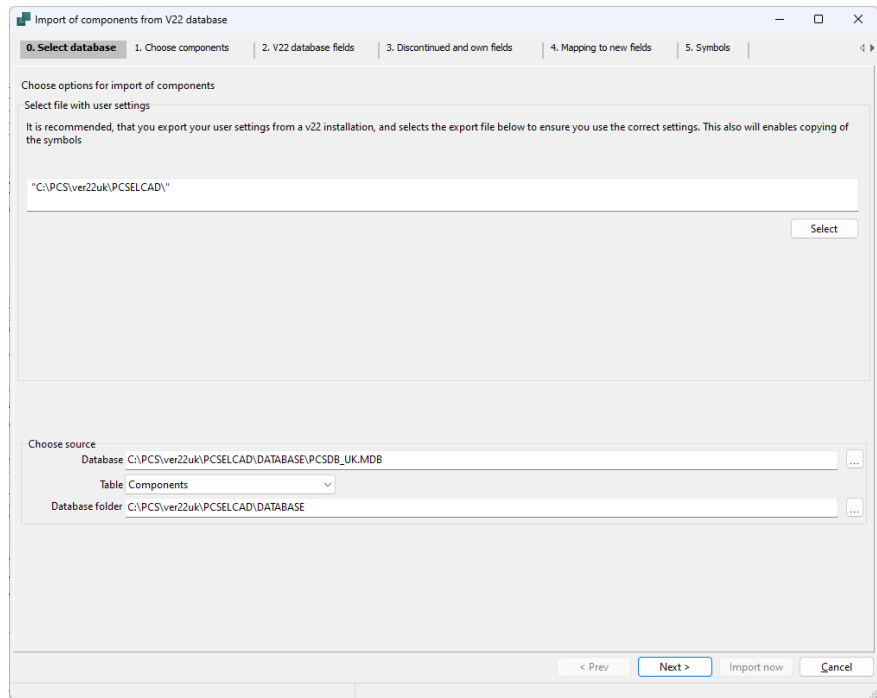 Import of components from V22 database
0. Select database 1. Choose components 2. V22 database fields 3. Discontinued and own fields 4. Mapping to new fields 5. Symbols
Choose options for import of components
Select file with user settings
It is recommended, that you export your user settings from a v22 installation, and selects the export file below to ensure you use the correct settings. This also will enables copying of
the symbols
"C:\PCS\ver22uk\PCSELCAD\"
Select
Choose source
Database C:\PCS\ver22uk\PCSELCAD\DATABASE\PCSDB_UK.MDB ...
Table Components
Database folder C:\PCS\ver22uk\PCSELCAD\DATABASE ...
< Prev Next > Import now Cancel